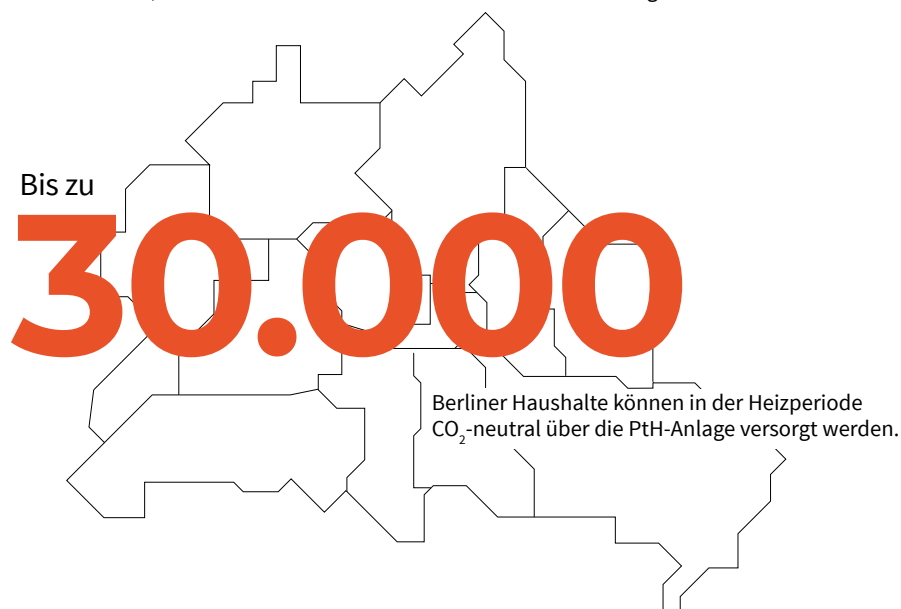 Bis zu
30.000
Berliner Haushalte können in der Heizperiode
CO₂-neutral über die PtH-Anlage versorgt werden.